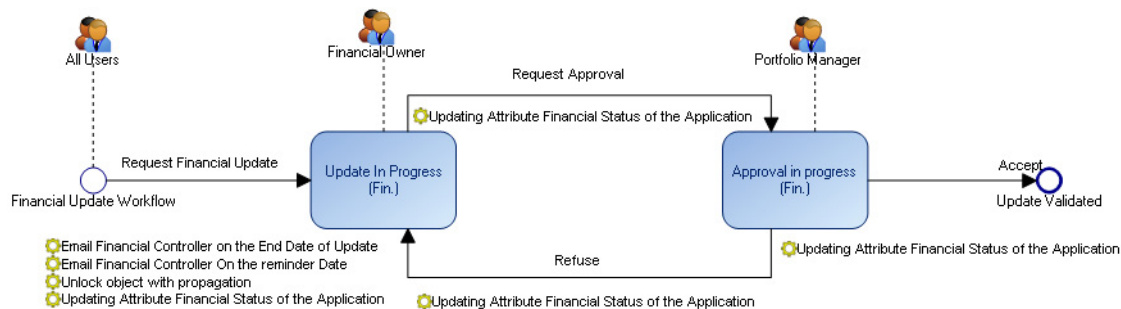 All Users
Financial Owner
Portfolio Manager
Request Approval
Updating Attribute Financial Status of the Application
Request Financial Update
Update In Progress
(Fin.)
Approval in progress
(Fin.)
Accept
Financial Update Workflow
Update Validated
Email Financial Controller on the End Date of Update
Email Financial Controller On the reminder Date
Unlock object with propagation
Updating Attribute Financial Status of the Application
Refuse
Updating Attribute Financial Status of the Application
Updating Attribute Financial Status of the Application